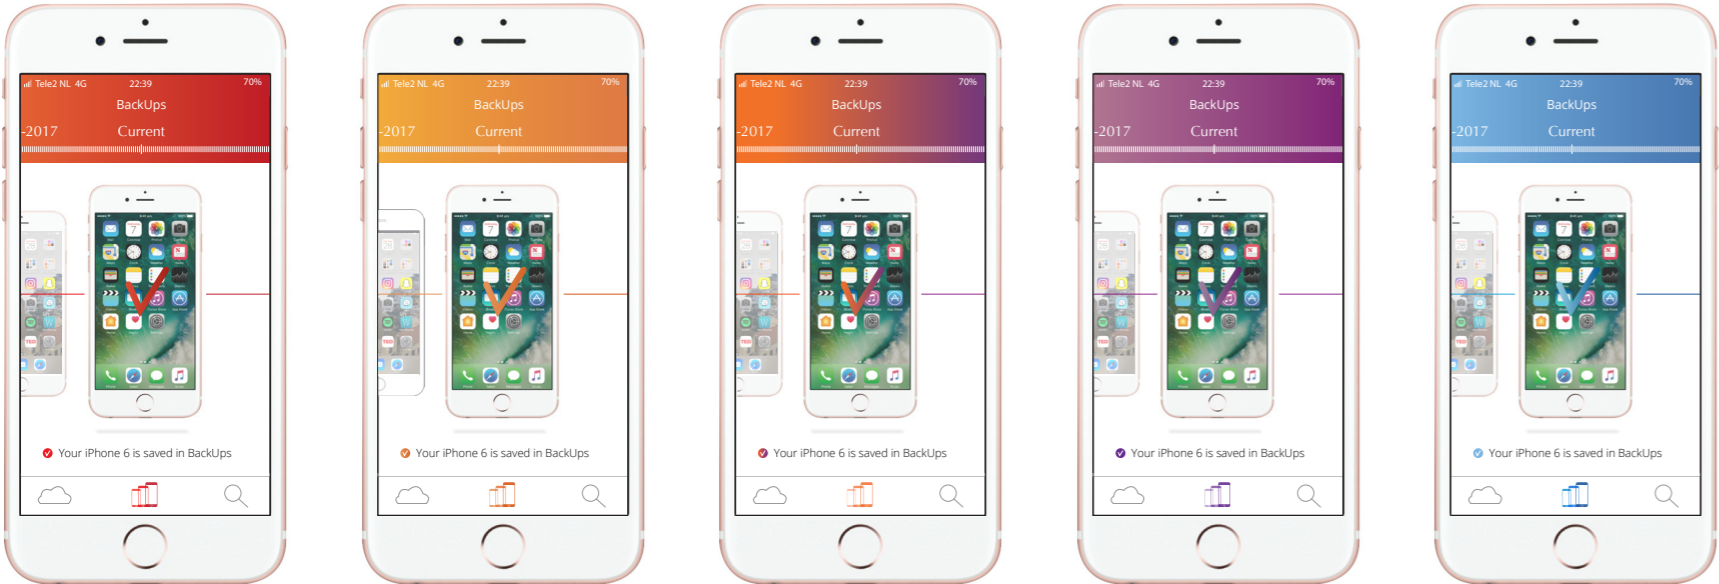 Tele2 NL 4G 22:39 70%
BackUps
-2017 Current
Your iPhone 6 is saved in BackUps
Tele2 NL 4G 22:39 70%
BackUps
-2017 Current
Your iPhone 6 is saved in BackUps
Tele2 NL 4G 22:39 70%
BackUps
-2017 Current
Your iPhone 6 is saved in BackUps
Tele2 NL 4G 22:39 70%
BackUps
-2017 Current
Your iPhone 6 is saved in BackUps
Tele2 NL 4G 22:39 70%
BackUps
-2017 Current
Your iPhone 6 is saved in BackUps